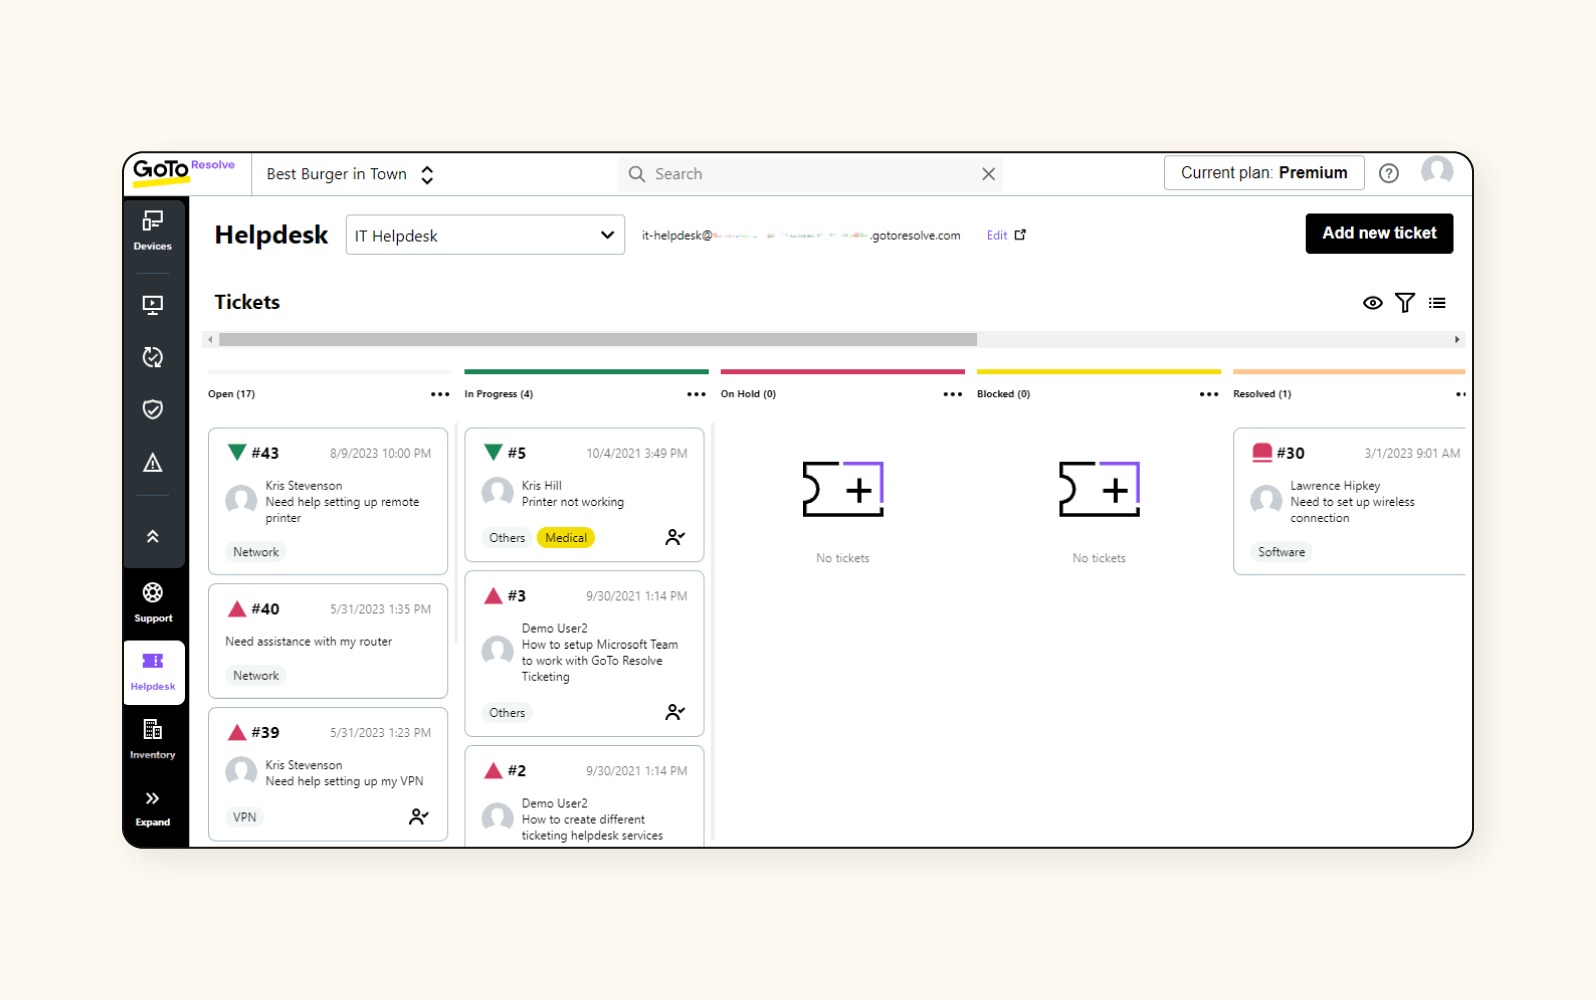 GoTo Resolve
Best Burger in Town
Search
Current plan: Premium
Devices
Support
Helpdesk
Inventory
Expand
Helpdesk
IT Helpdesk
it-helpdesk@
.gotoresolve.com
Edit
Add new ticket
Tickets
Open (17)
#43
8/9/2023 10:00 PM
Kris Stevenson
Need help setting up remote
printer
Network
#40
5/31/2023 1:35 PM
Need assistance with my router
Network
#39
5/31/2023 1:23 PM
Kris Stevenson
Need help setting up my VPN
VPN
In Progress (4)
#5
10/4/2021 3:49 PM
Kris Hill
Printer not working
Others
Medical
#3
9/30/2021 1:14 PM
Demo User2
How to setup Microsoft Team
to work with GoTo Resolve
Ticketing
Others
#2
9/30/2021 1:14 PM
Demo User2
How to create different
ticketing helpdesk services
On Hold (0)
No tickets
Blocked (0)
No tickets
Resolved (1)
#30
3/1/2023 9:01 AM
Lawrence Hipkey
Need to set up wireless
connection
Software